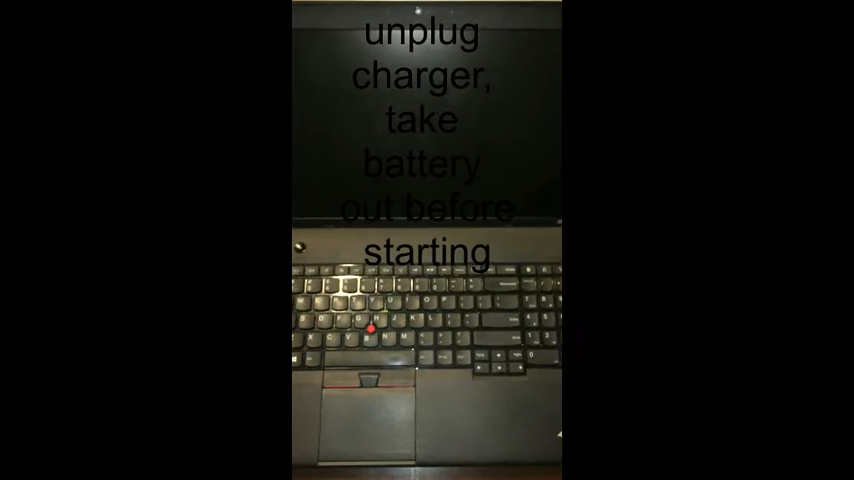 unplug
charger,
take
battery
out before
starting